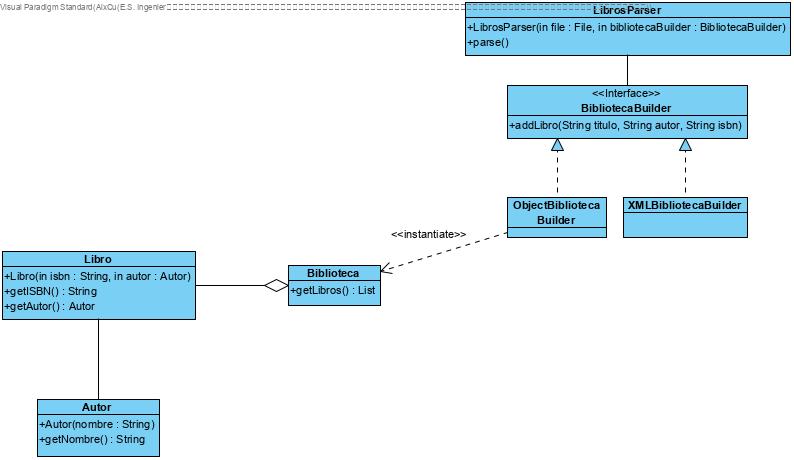 Visual Paradigm Standard(AlxCu(E.S. Ingenier
LibrosParser
+LibrosParser(in file : File, in bibliotecaBuilder : BibliotecaBuilder)
+parse()
<<Interface>>
BibliotecaBuilder
+addLibro(String titulo, String autor, String isbn)
ObjectBiblioteca
Builder
XMLBibliotecaBuilder
<<instantiate>>
Libro
+Libro(in isbn : String, in autor : Autor)
+getISBN() : String
+getAutor() : Autor
Biblioteca
+getLibros() : List
Autor
+Autor(nombre : String)
+getNombre() : String